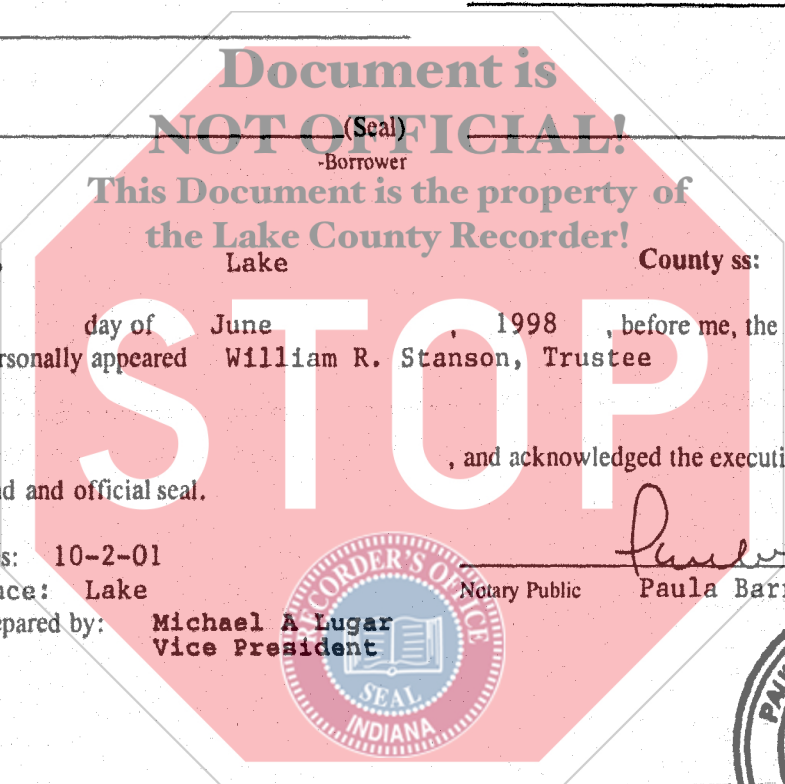 Document is
NOT OFFICIAL!
(Seal)
-Borrower
This Document is the property of
the Lake County Recorder!
Lake County ss:
day of June , 1998 , before me, the
rsonally appeared William R. Stanson, Trustee
STOP
, and acknowledged the executi
d and official seal.
s: 10-2-01
nce: Lake
Notary Public Paula Barr
epared by: Michael A Lugar
Vice President
RECORDER'S OFFICE
SEAL
INDIANA